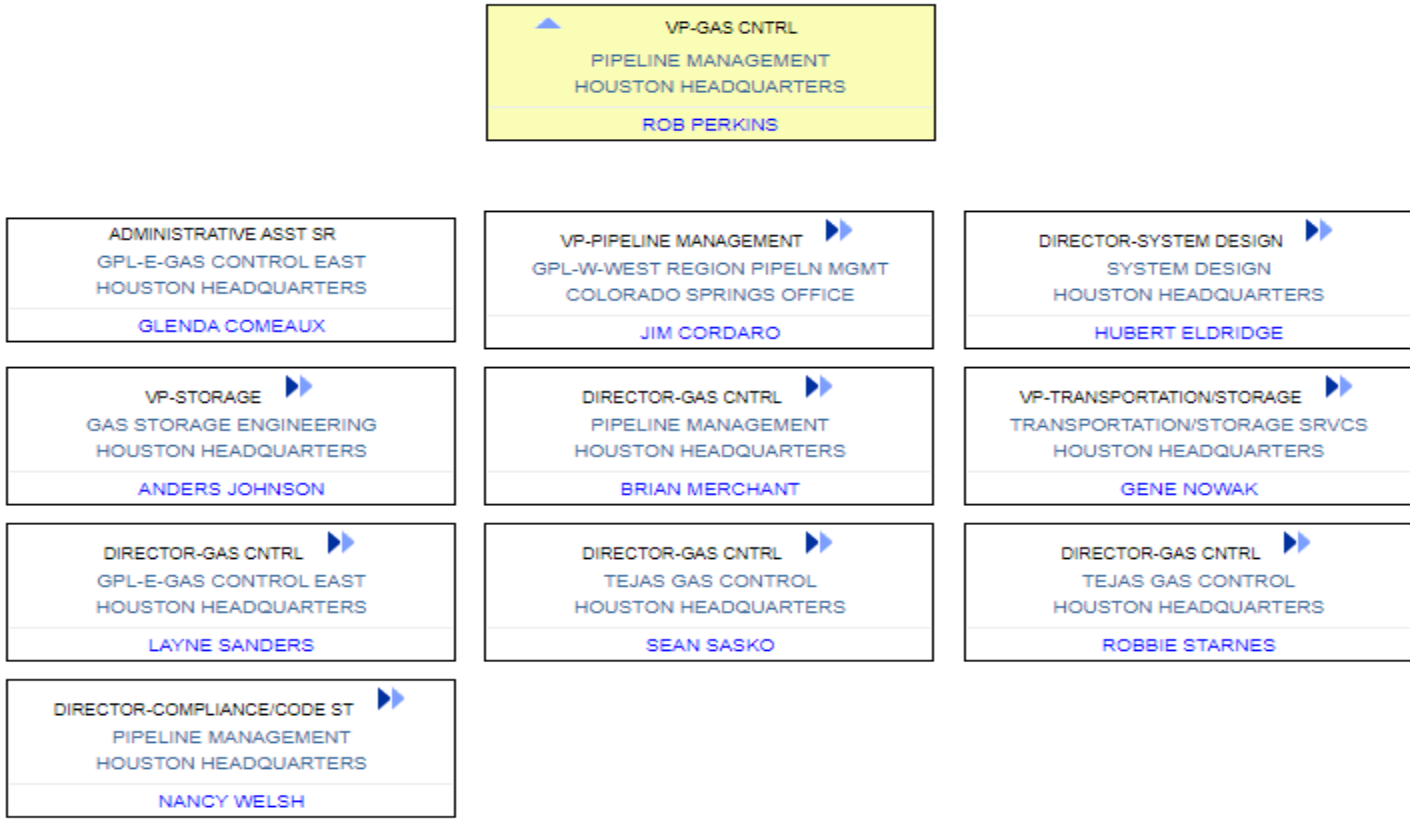 VP-GAS CNTRL
PIPELINE MANAGEMENT
HOUSTON HEADQUARTERS
ROB PERKINS
ADMINISTRATIVE ASST SR
GPL-E-GAS CONTROL EAST
HOUSTON HEADQUARTERS
GLENDA COMEAUX
VP-PIPELINE MANAGEMENT
GPL-W-WEST REGION PIPELN MGMT
COLORADO SPRINGS OFFICE
JIM CORDARO
DIRECTOR-SYSTEM DESIGN
SYSTEM DESIGN
HOUSTON HEADQUARTERS
HUBERT ELDRIDGE
VP-STORAGE
GAS STORAGE ENGINEERING
HOUSTON HEADQUARTERS
ANDERS JOHNSON
DIRECTOR-GAS CNTRL
PIPELINE MANAGEMENT
HOUSTON HEADQUARTERS
BRIAN MERCHANT
VP-TRANSPORTATION/STORAGE
TRANSPORTATION/STORAGE SRVCS
HOUSTON HEADQUARTERS
GENE NOWAK
DIRECTOR-GAS CNTRL
GPL-E-GAS CONTROL EAST
HOUSTON HEADQUARTERS
LAYNE SANDERS
DIRECTOR-GAS CNTRL
TEJAS GAS CONTROL
HOUSTON HEADQUARTERS
SEAN SASKO
DIRECTOR-GAS CNTRL
TEJAS GAS CONTROL
HOUSTON HEADQUARTERS
ROBBIE STARNES
DIRECTOR-COMPLIANCE/CODE ST
PIPELINE MANAGEMENT
HOUSTON HEADQUARTERS
NANCY WELSH